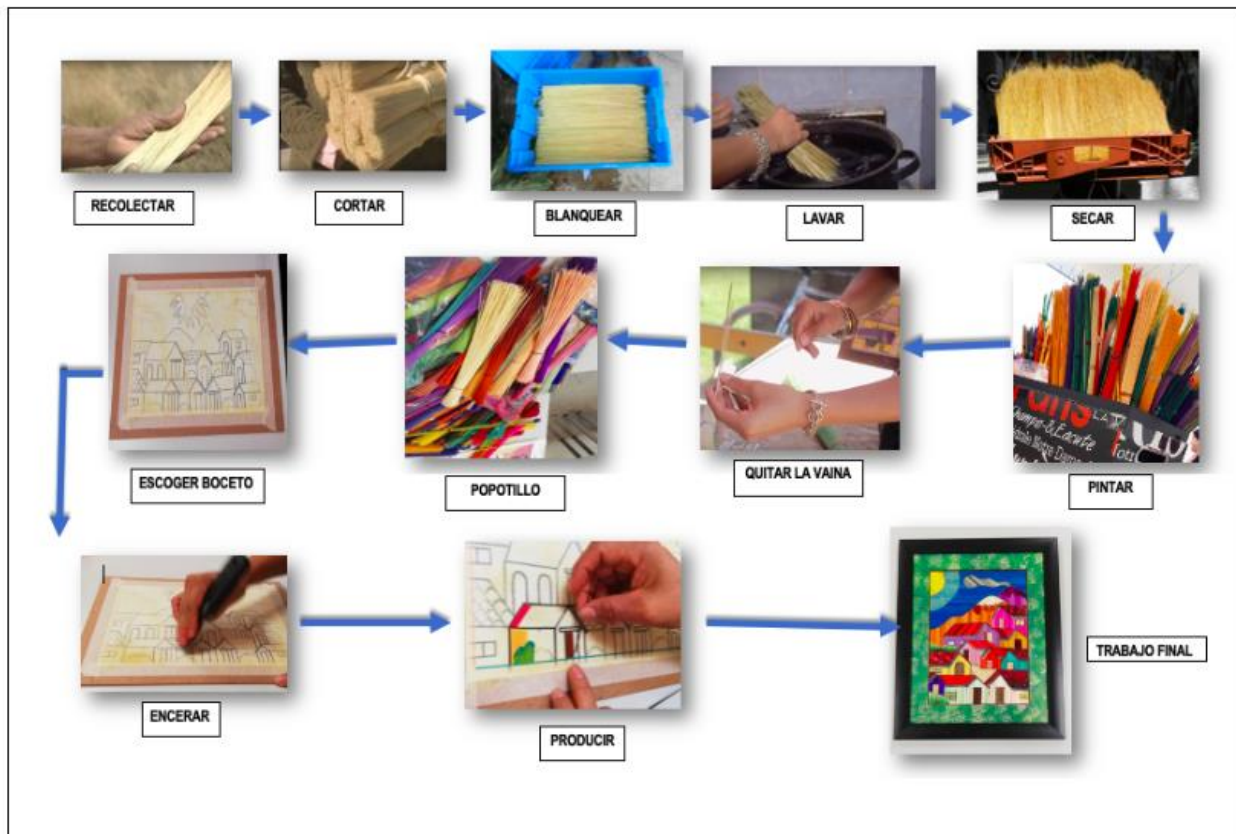 RECOLECTAR
CORTAR
BLANQUEAR
LAVAR
SECAR
ESCOGER BOCETO
POPOTILLO
QUITAR LA VAINA
PINTAR
ENCERAR
PRODUCIR
TRABAJO FINAL